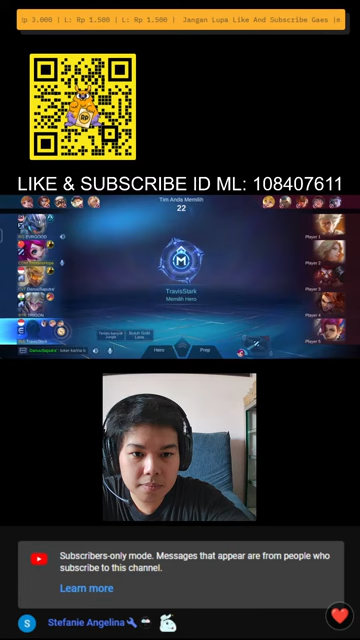 3.000 | L: Rp 1.500 | L: Rp 1.500 | Jangan Lupa Like And Subscribe Gaes
LIKE & SUBSCRIBE ID ML: 108407611
Tim Anda Memilih
22
Player 1
Player 2
Player 3
Player 4
Player 5
TravisStark
Memilih Hero
Hero
Prep
Subscribers-only mode. Messages that appear are from people who
subscribe to this channel.
Learn more
S Stefanie Angelina